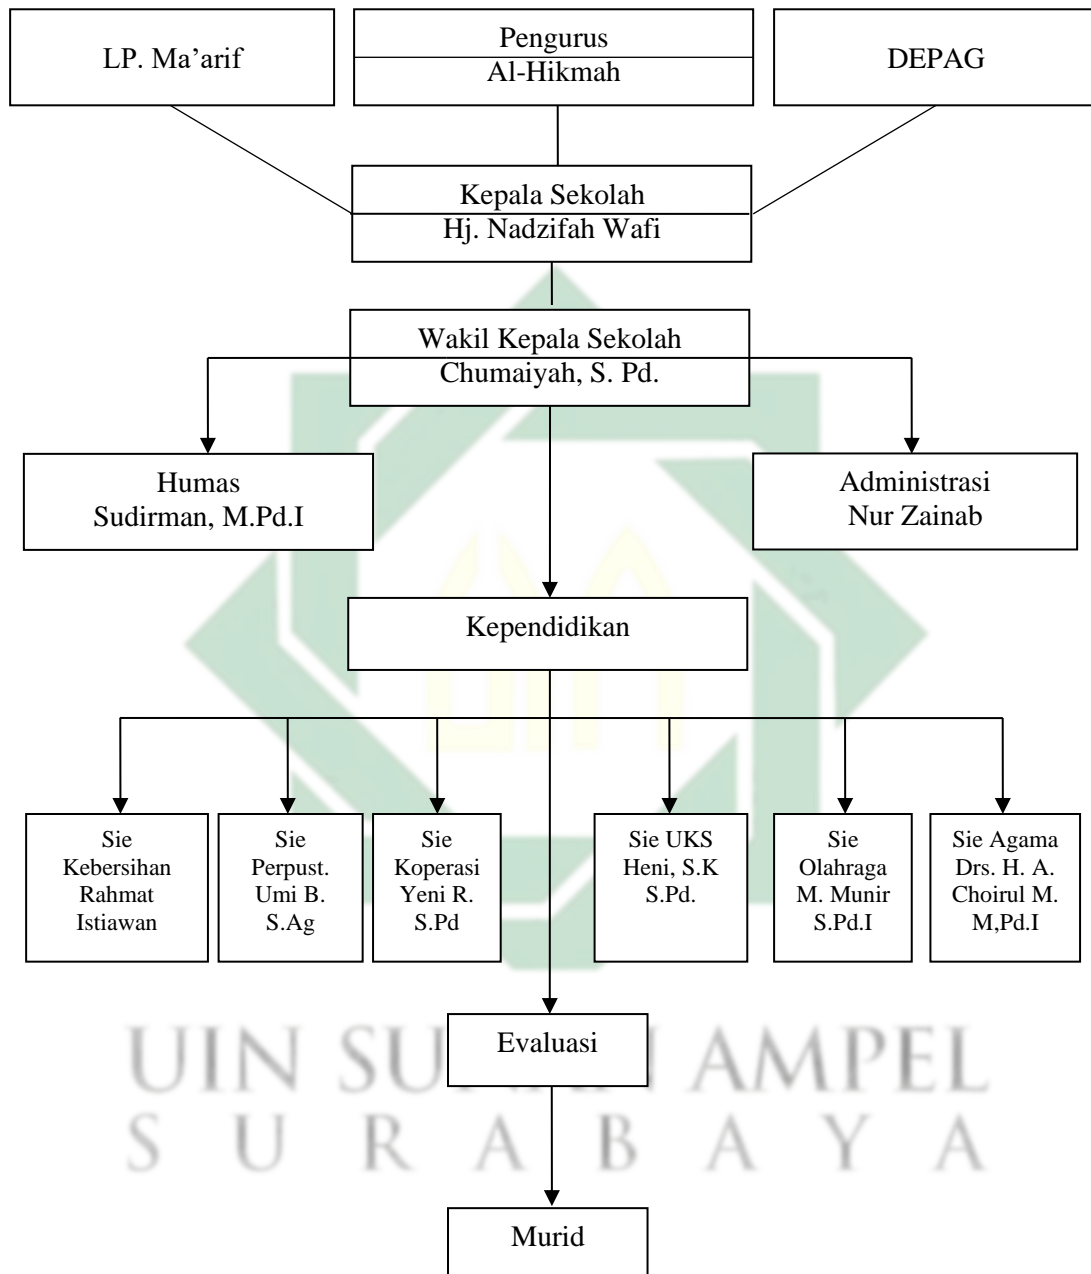 LP. Ma’arif
Pengurus
Al-Hikmah
DEPAG
Kepala Sekolah
Hj. Nadzifah Wafi
Wakil Kepala Sekolah
Chumaiyah, S. Pd.
Humas
Sudirman, M.Pd.I
Administrasi
Nur Zainab
Kependidikan
Sie
Kebersihan
Rahmat
Istiawan
Sie
Perpust.
Umi B.
S.Ag
Sie
Koperasi
Yeni R.
S.Pd
Sie UKS
Heni, S.K
S.Pd.
Sie
Olahraga
M. Munir
S.Pd.I
Sie Agama
Drs. H. A.
Choirul M.
M,Pd.I
Evaluasi
UIN SUNAN AMPEL
S U R A B A Y A
Murid